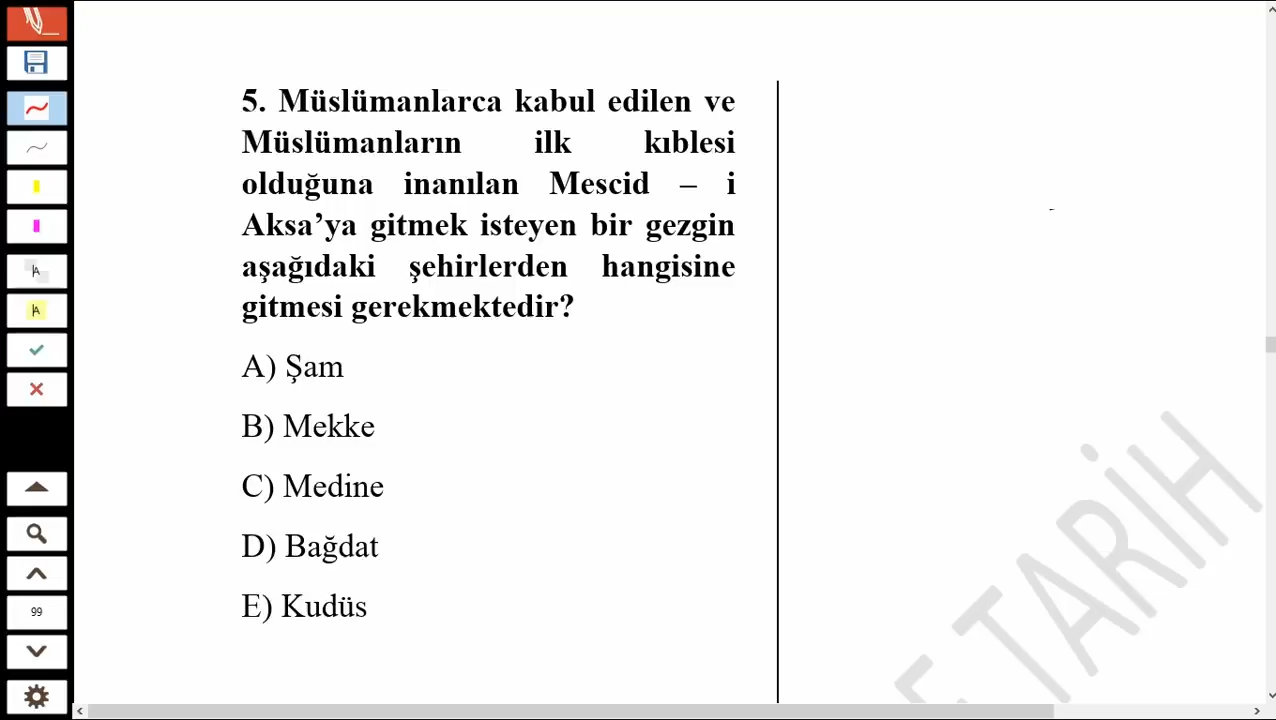 5. Müslümanlarca kabul edilen ve
Müslümanların ilk kıblesi
olduğuna inanılan Mescid – i
Aksa’ya gitmek isteyen bir gezgin
aşağıdaki şehirlerden hangisine
gitmesi gerekmektedir?
A) Şam
B) Mekke
C) Medine
D) Bağdat
E) Kudüs
99
E TARİH